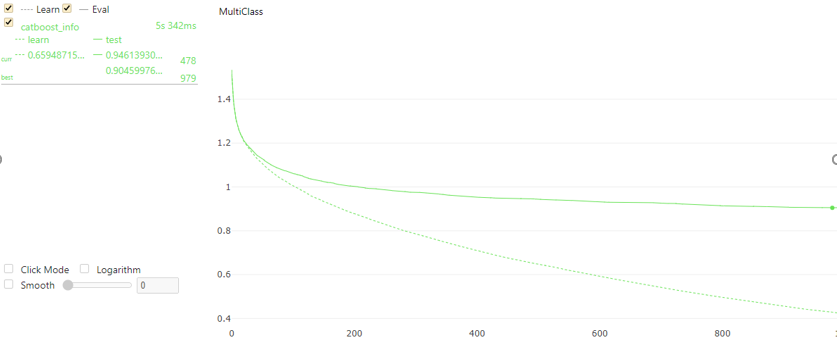 Learn Eval
catboost_info 5s 342ms
learn test
curr 0.65948715... 0.94613930... 478
best 0.90459976... 979
Click Mode Logarithm
Smooth 0
MultiClass
1.4
1.2
1
0.8
0.6
0.4
0 200 400 600 800